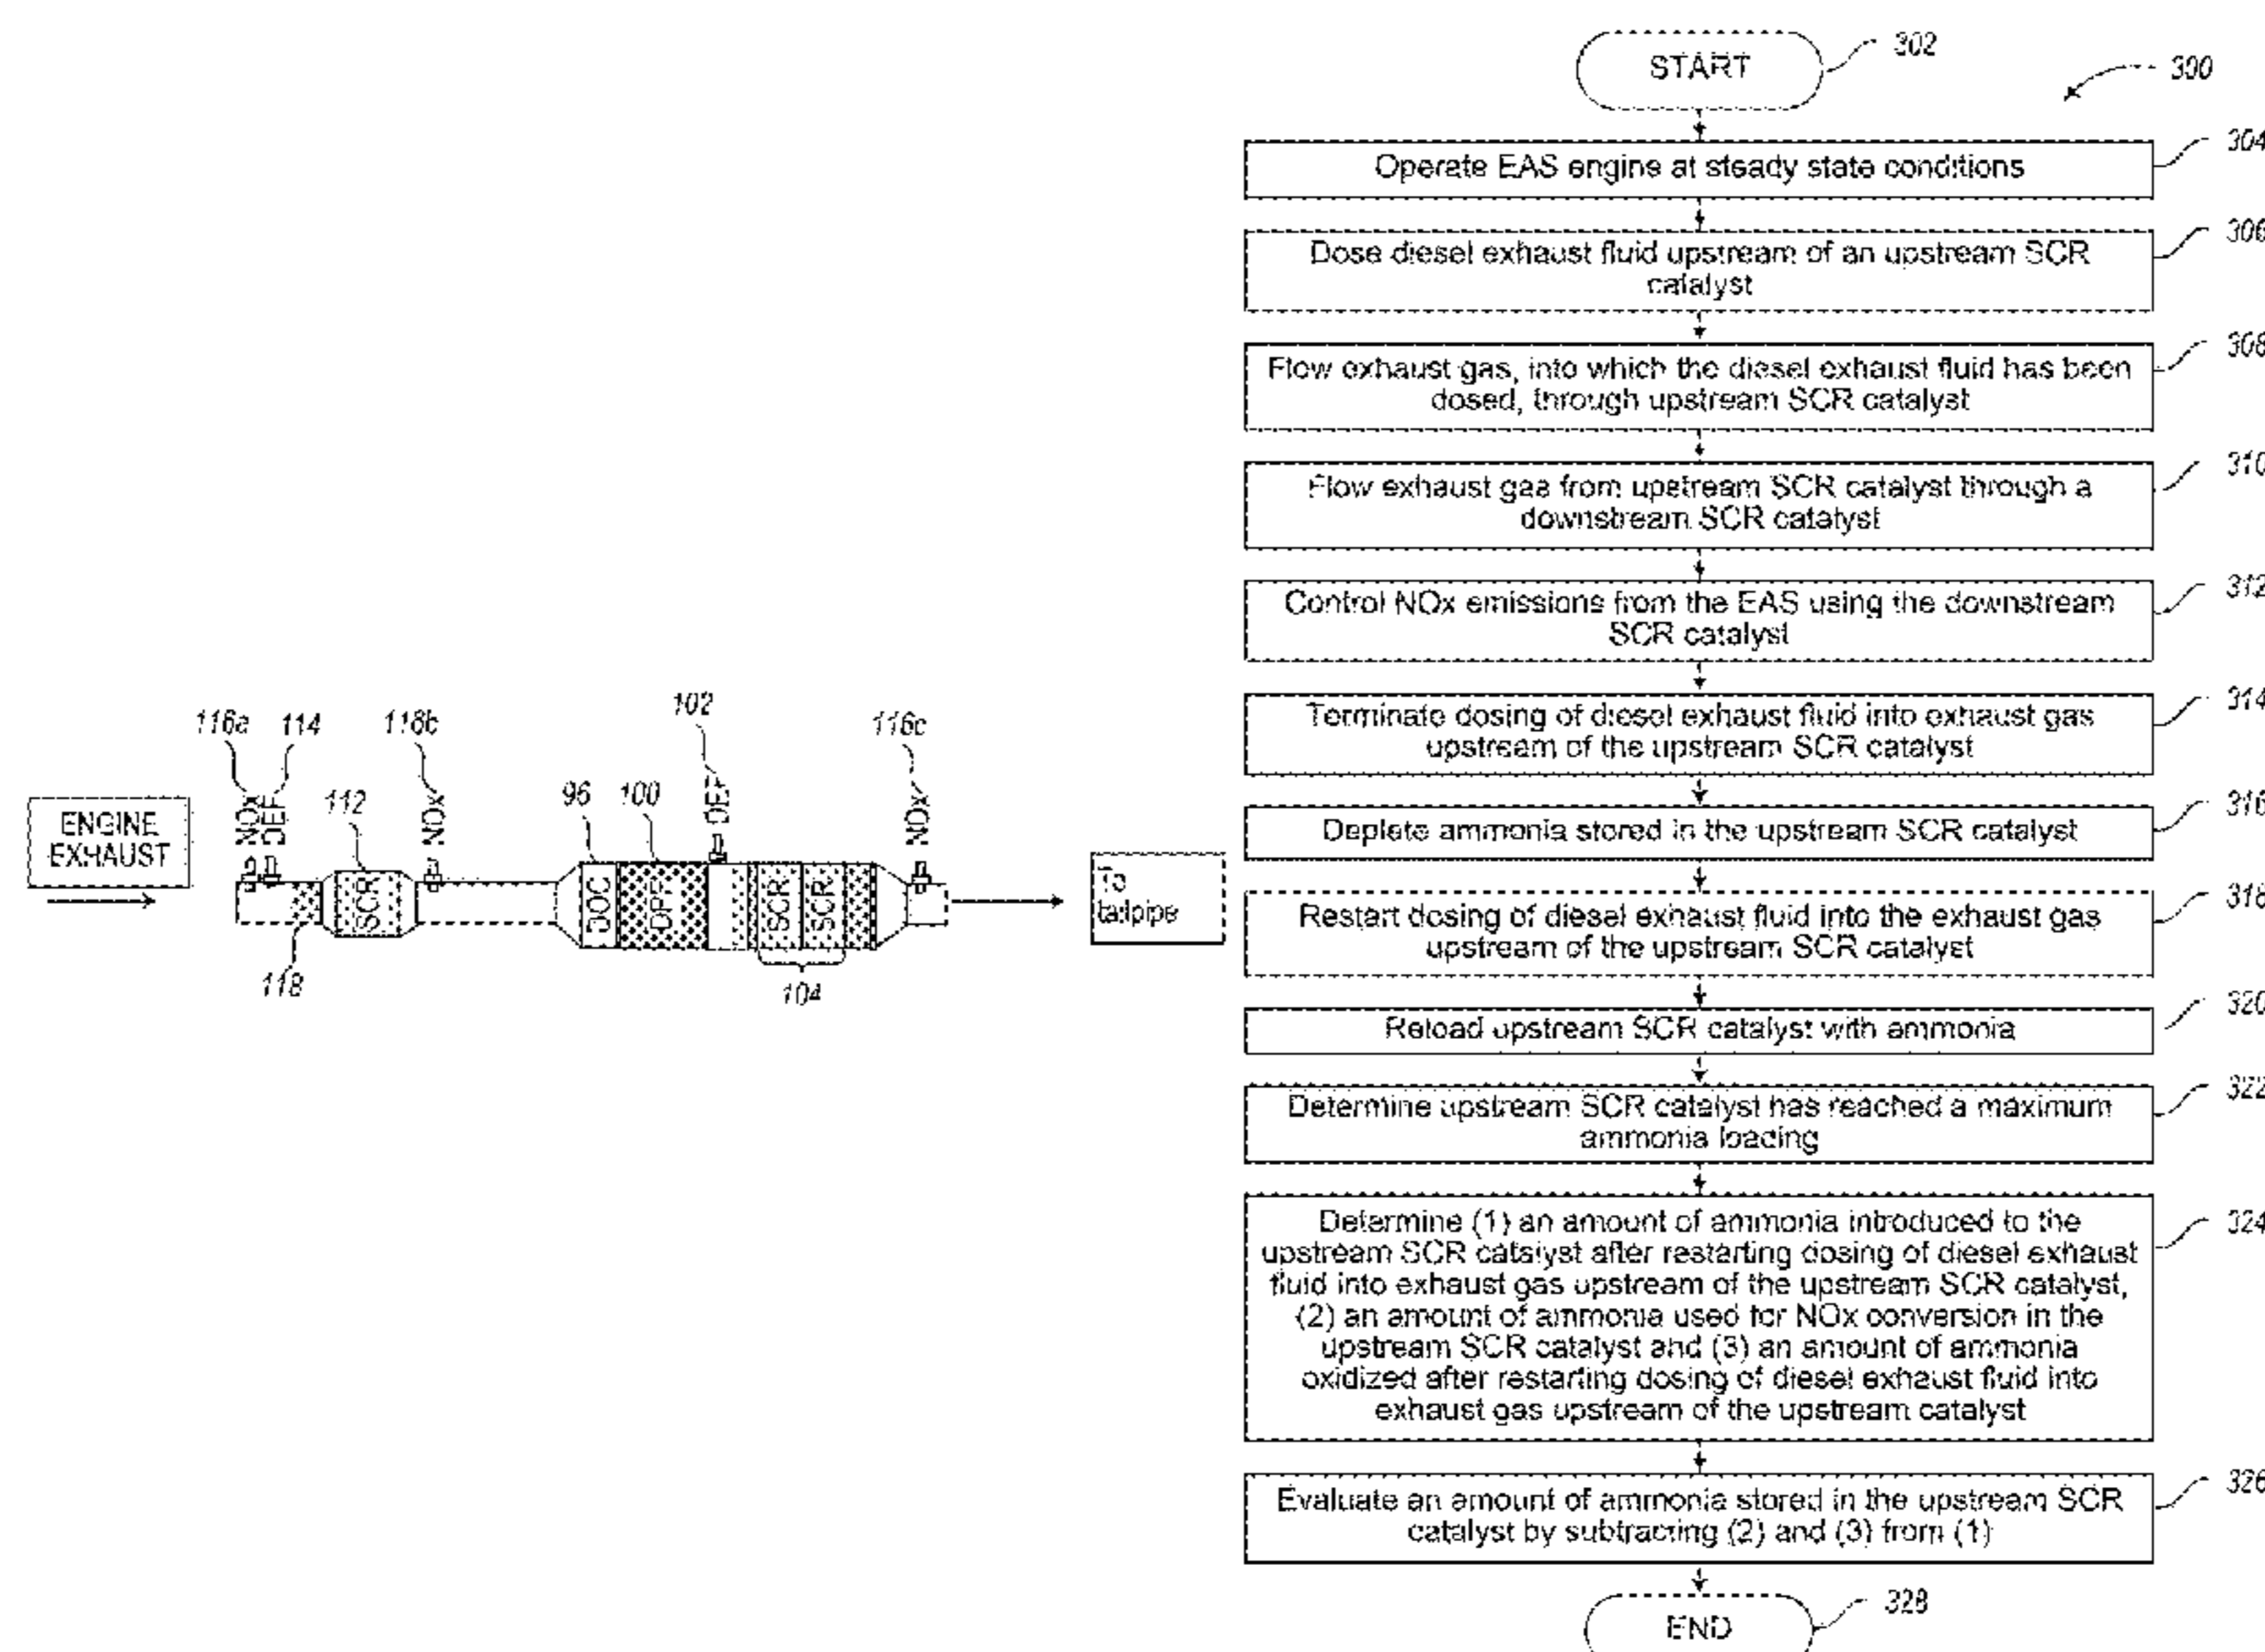 116a
114
112
116b
96
100
102
116c
NOx
DEF
NOx
DEF
NOx
ENGINE
EXHAUST
SCR
DOC
DPF
SCR
SCR
To
tailpipe
118
104
START
302
300
Operate EAS engine at steady state conditions
304
Dose diesel exhaust fluid upstream of an upstream SCR
catalyst
306
Flow exhaust gas, into which the diesel exhaust fluid has been
dosed, through upstream SCR catalyst
308
Flow exhaust gas from upstream SCR catalyst through a
downstream SCR catalyst
310
Control NOx emissions from the EAS using the downstream
SCR catalyst
312
Terminate dosing of diesel exhaust fluid into exhaust gas
upstream of the upstream SCR catalyst
314
Deplete ammonia stored in the upstream SCR catalyst
316
Restart dosing of diesel exhaust fluid into the exhaust gas
upstream of the upstream SCR catalyst
318
Reload upstream SCR catalyst with ammonia
320
Determine upstream SCR catalyst has reached a maximum
ammonia loading
322
Determine (1) an amount of ammonia introduced to the
upstream SCR catalyst after restarting dosing of diesel exhaust
fluid into exhaust gas upstream of the upstream SCR catalyst,
(2) an amount of ammonia used for NOx conversion in the
upstream SCR catalyst and (3) an amount of ammonia
oxidized after restarting dosing of diesel exhaust fluid into
exhaust gas upstream of the upstream catalyst
324
Evaluate an amount of ammonia stored in the upstream SCR
catalyst by subtracting (2) and (3) from (1)
326
END
328